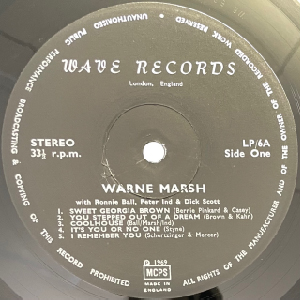 WAVE RECORDS
London, England
STEREO
33⅓ r.p.m.
LP/6A
Side One
WARNE MARSH
with Ronnie Ball, Peter Ind & Dick Scott
1. SWEET GEORGIA BROWN (Bernie Pinkard & Casey)
2. YOU STEPPED OUT OF A DREAM (Brown & Kahn)
3. COOLHOUSE (Ball/Marsh/Ind)
4. IT'S YOU OR NO ONE (Styne)
5. I REMEMBER YOU (Schertzinger & Mercer)
℗ 1969
MCPS
MADE IN
ENGLAND
ALL RIGHTS OF THE MANUFACTURER AND OF THE OWNER OF THE RECORDED WORK RESERVED
UNAUTHORISED PUBLIC PERFORMANCE BROADCASTING & COPYING OF THIS RECORD PROHIBITED